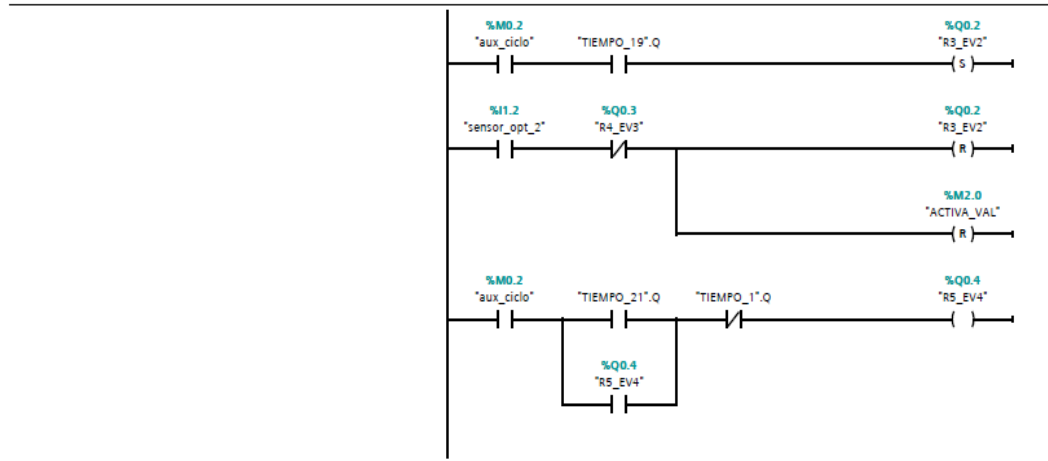 %M0.2 %Q0.2
"aux_ciclo" "TIEMPO_19".Q "R3_EV2"
S
%I1.2 %Q0.3 %Q0.2
"sensor_opt_2" "R4_EV3" "R3_EV2"
R
%M2.0
"ACTIVA_VAL"
R
%M0.2 %Q0.4
"aux_ciclo" "TIEMPO_21".Q "TIEMPO_1".Q "R5_EV4"
%Q0.4
"R5_EV4"